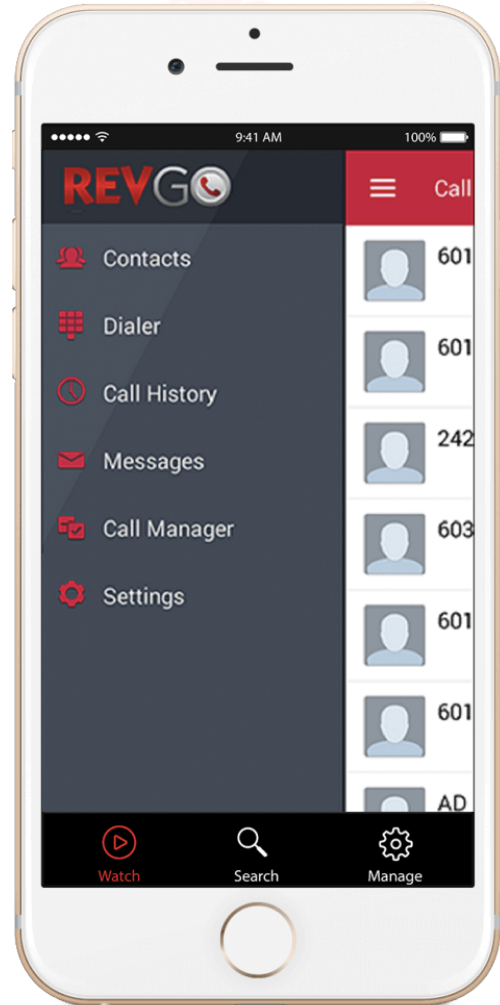 9:41 AM
100%
REVGO
Call
Contacts
Dialer
Call History
Messages
Call Manager
Settings
601
601
242
603
601
601
AD
Watch
Search
Manage